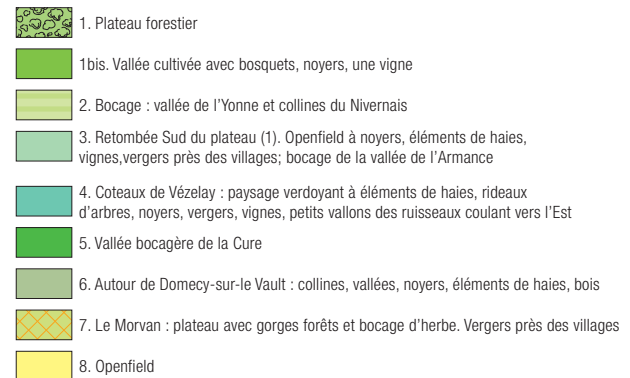 1. Plateau forestier
1bis. Vallée cultivée avec bosquets, noyers, une vigne
2. Bocage : vallée de l'Yonne et collines du Nivernais
3. Retombée Sud du plateau (1). Openfield à noyers, éléments de haies,
vignes,vergers près des villages; bocage de la vallée de l'Armance
4. Coteaux de Vézelay : paysage verdoyant à éléments de haies, rideaux
d'arbres, noyers, vergers, vignes, petits vallons des ruisseaux coulant vers l'Est
5. Vallée bocagère de la Cure
6. Autour de Domecy-sur-le Vault : collines, vallées, noyers, éléments de haies, bois
7. Le Morvan : plateau avec gorges forêts et bocage d'herbe. Vergers près des villages
8. Openfield